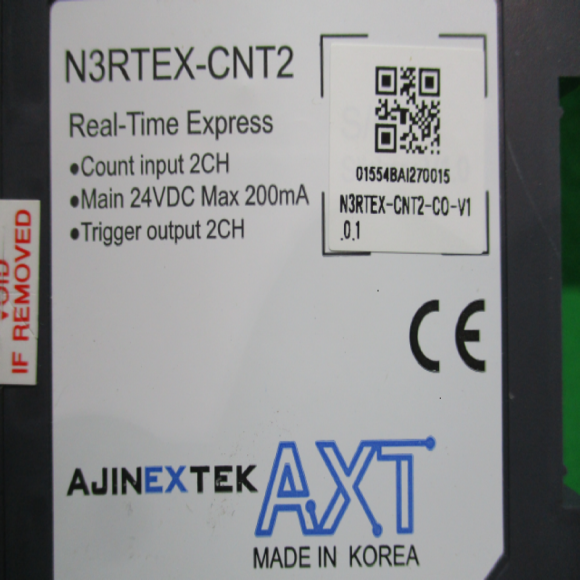 N3RTEX-CNT2
Real-Time Express
•Count input 2CH
•Main 24VDC Max 200mA
•Trigger output 2CH
01554BAI270015
N3RTEX-CNT2-CO-V1
.0.1
VOID
IF REMOVED
CE
AJINEXTEK AXT
MADE IN KOREA